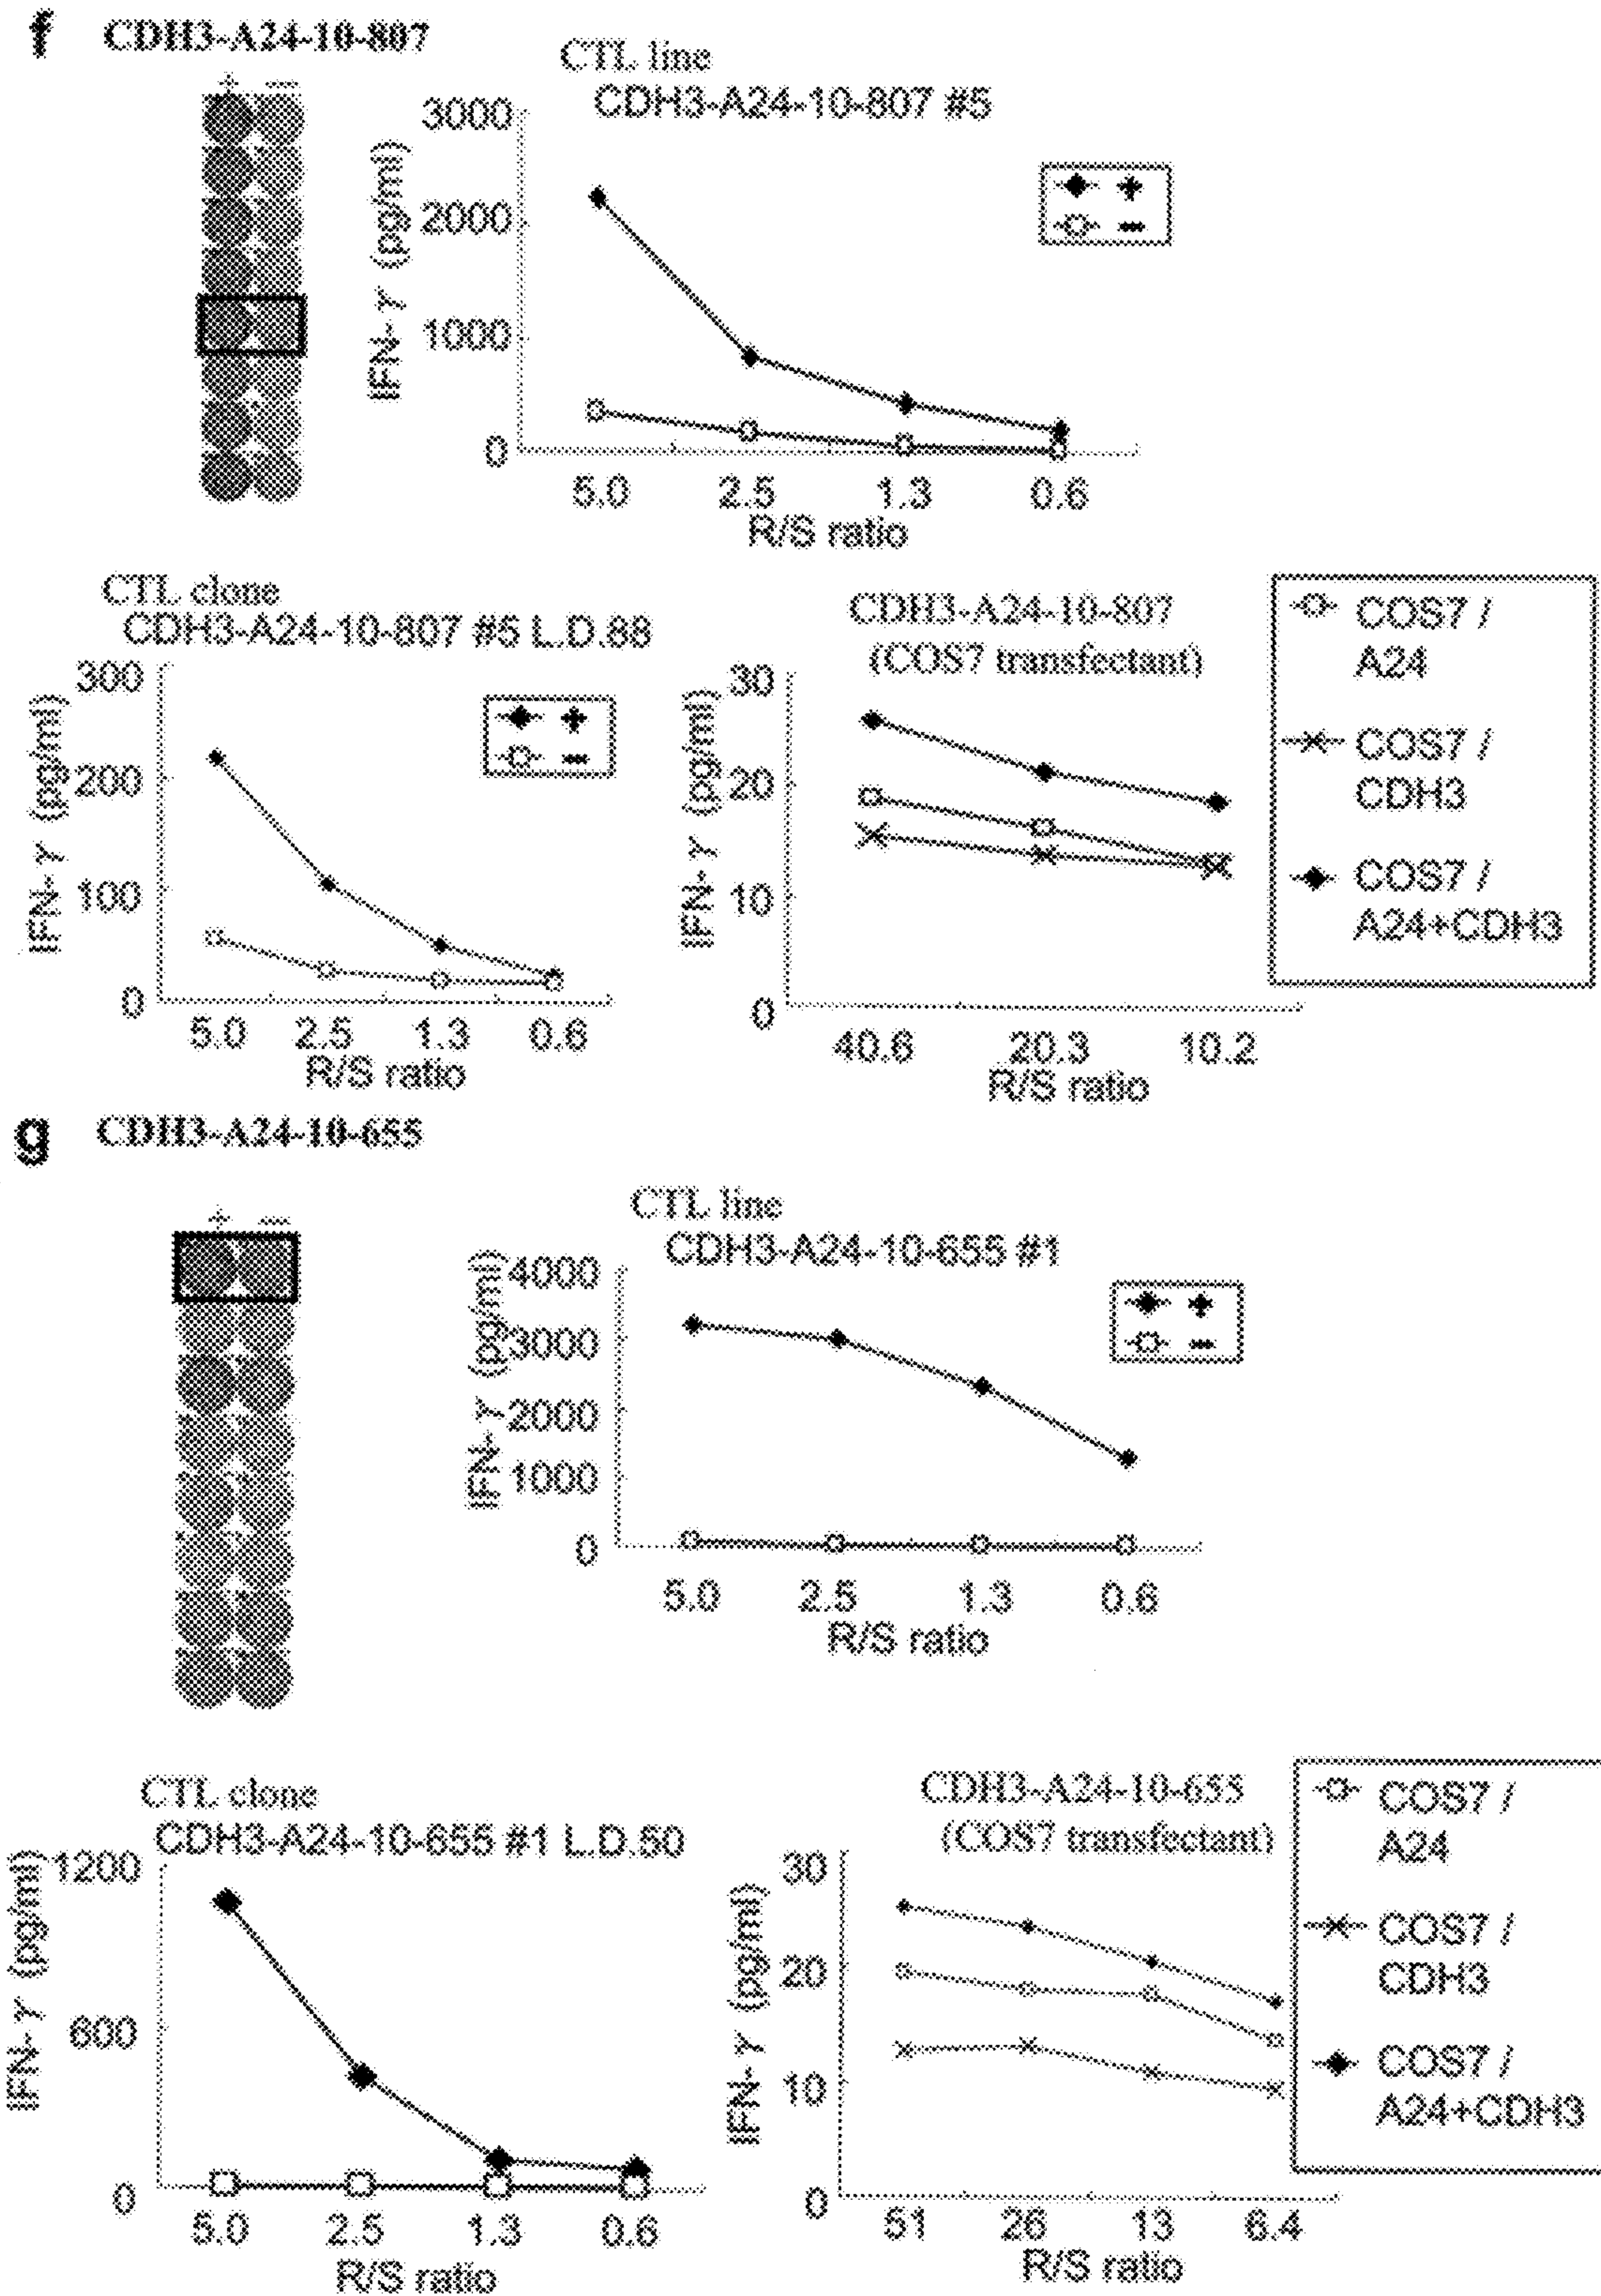 f CDH3-A24-10-807
+ −
CTL line
CDH3-A24-10-807 #5
IFN-γ (pg/ml)
3000
2000
1000
0
5.0 2.5 1.3 0.6
R/S ratio
+
−
CTL clone
CDH3-A24-10-807 #5 L.D.88
IFN-γ (pg/ml)
300
200
100
0
5.0 2.5 1.3 0.6
R/S ratio
+
−
CDH3-A24-10-807
(COS7 transfectant)
IFN-γ (pg/ml)
30
20
10
0
40.6 20.3 10.2
R/S ratio
COS7 /
A24
COS7 /
CDH3
COS7 /
A24+CDH3
g CDH3-A24-10-655
+ −
CTL line
CDH3-A24-10-655 #1
IFN-γ (pg/ml)
4000
3000
2000
1000
0
5.0 2.5 1.3 0.6
R/S ratio
+
−
CTL clone
CDH3-A24-10-655 #1 L.D.50
IFN-γ (pg/ml)
1200
600
0
5.0 2.5 1.3 0.6
R/S ratio
CDH3-A24-10-655
(COS7 transfectant)
IFN-γ (pg/ml)
30
20
10
0
51 26 13 6.4
R/S ratio
COS7 /
A24
COS7 /
CDH3
COS7 /
A24+CDH3